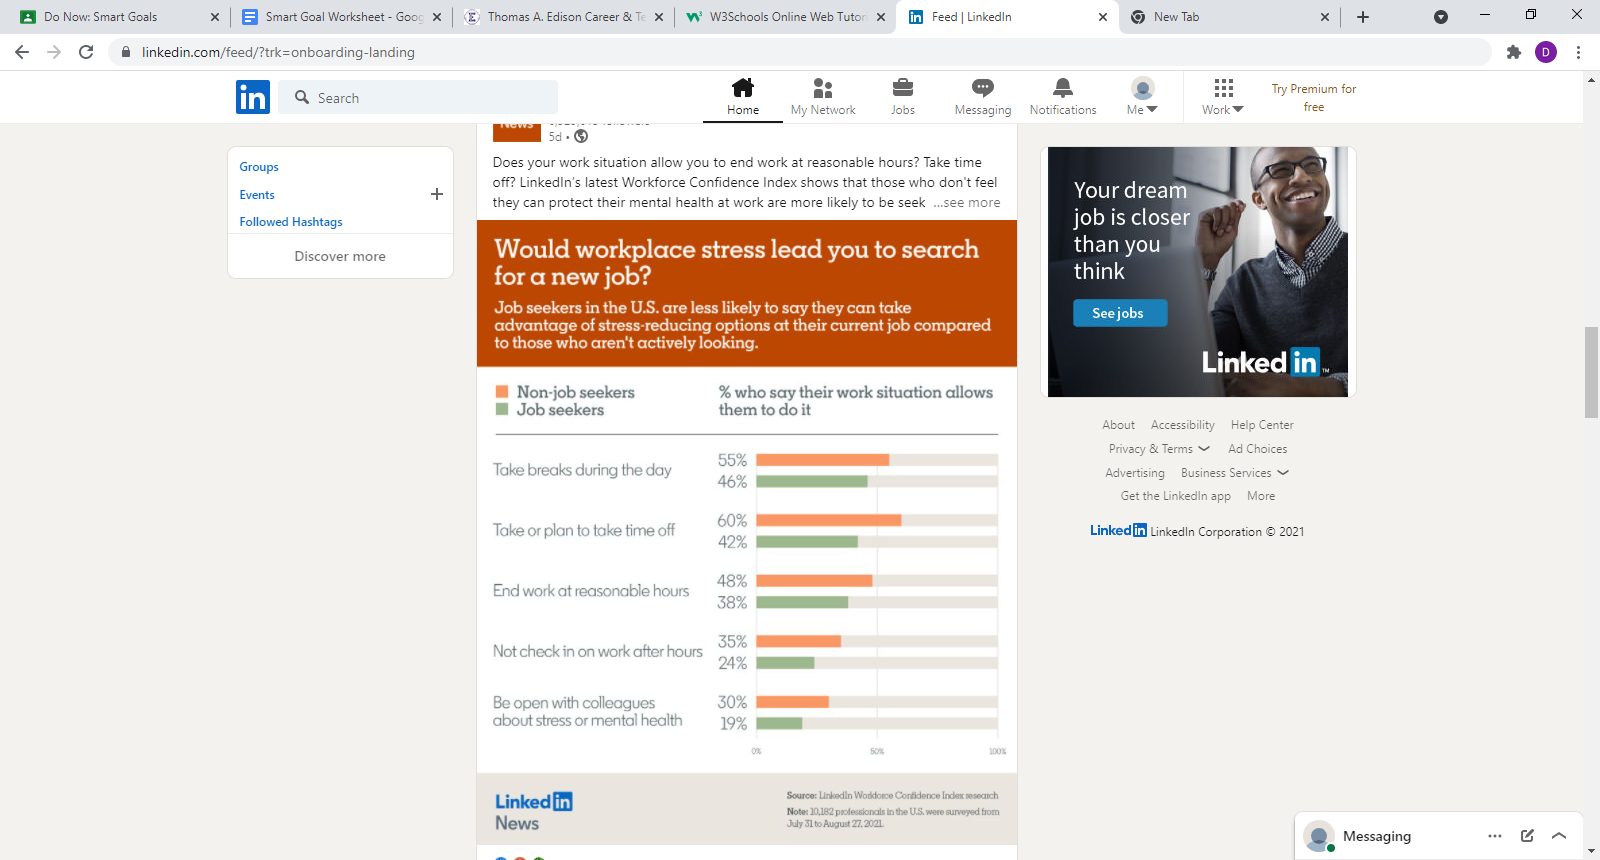 Do Now: Smart Goals
Smart Goal Worksheet - Goog
Thomas A. Edison Career & Te
W3Schools Online Web Tutor
Feed | LinkedIn
New Tab
linkedin.com/feed/?trk=onboarding-landing
D
in
Search
Home
My Network
Jobs
Messaging
Notifications
Me
Work
Try Premium for
free
News
5d •
Groups
Events
Followed Hashtags
Discover more
Does your work situation allow you to end work at reasonable hours? Take time
off? LinkedIn's latest Workforce Confidence Index shows that those who don't feel
they can protect their mental health at work are more likely to be seek ...see more
Would workplace stress lead you to search
for a new job?
Job seekers in the U.S. are less likely to say they can take
advantage of stress-reducing options at their current job compared
to those who aren't actively looking.
Non-job seekers
Job seekers
% who say their work situation allows
them to do it
Take breaks during the day
55%
46%
Take or plan to take time off
60%
42%
End work at reasonable hours
48%
38%
Not check in on work after hours
35%
24%
Be open with colleagues
about stress or mental health
30%
19%
0% 50% 100%
LinkedIn
News
Source: LinkedIn Workforce Confidence Index research
Note: 10,182 professionals in the U.S. were surveyed from
July 31 to August 27, 2021.
Your dream
job is closer
than you
think
See jobs
LinkedIn™
About Accessibility Help Center
Privacy & Terms Ad Choices
Advertising Business Services
Get the LinkedIn app More
LinkedIn LinkedIn Corporation © 2021
Messaging